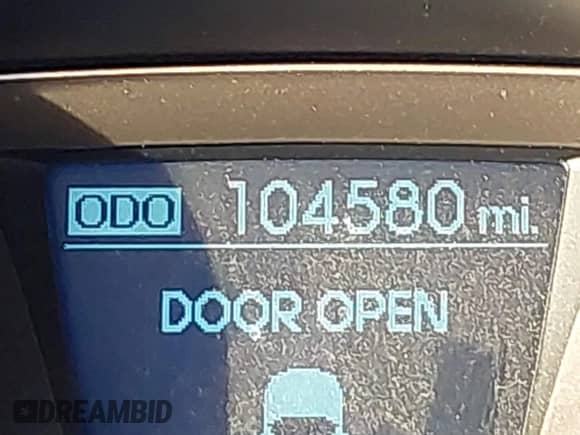 ODO 104580 mi.
DOOR OPEN
DREAMBID